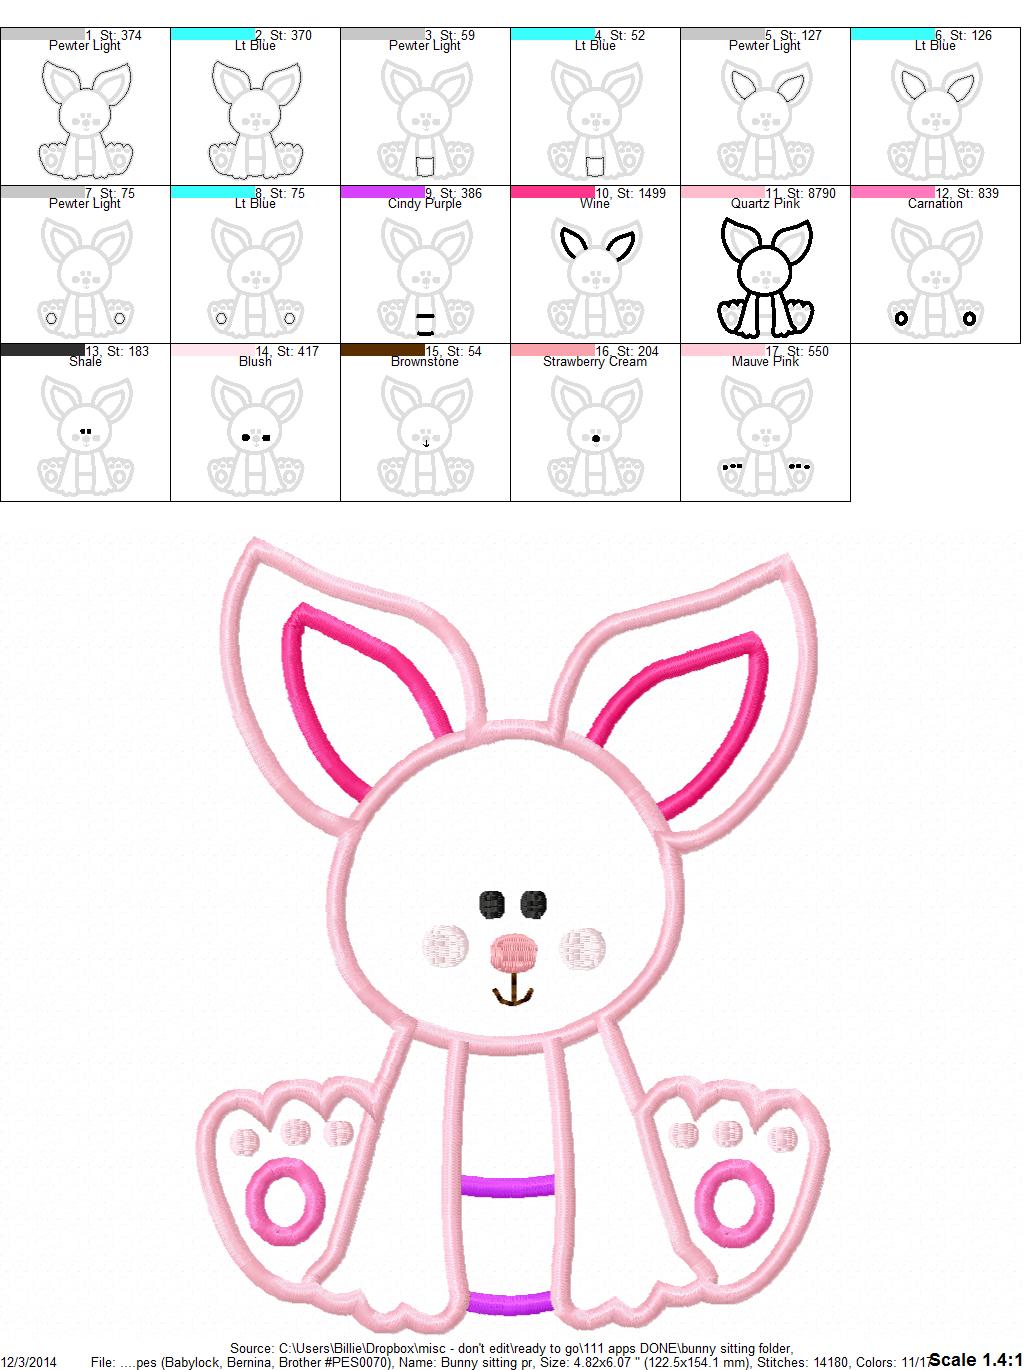 1, St: 374
Pewter Light
2, St: 370
Lt Blue
3, St: 59
Pewter Light
4, St: 52
Lt Blue
5, St: 127
Pewter Light
6, St: 126
Lt Blue
7, St: 75
Pewter Light
8, St: 75
Lt Blue
9, St: 386
Cindy Purple
10, St: 1499
Wine
11, St: 8790
Quartz Pink
12, St: 839
Carnation
13, St: 183
Shale
14, St: 417
Blush
15, St: 54
Brownstone
16, St: 204
Strawberry Cream
17, St: 550
Mauve Pink
Source: C:\Users\Billie\Dropbox\misc - don't edit\ready to go\111 apps DONE\bunny sitting folder,
12/3/2014 File: ....pes (Babylock, Bernina, Brother #PES0070), Name: Bunny sitting pr, Size: 4.82x6.07 " (122.5x154.1 mm), Stitches: 14180, Colors: 11/17 Scale 1.4:1